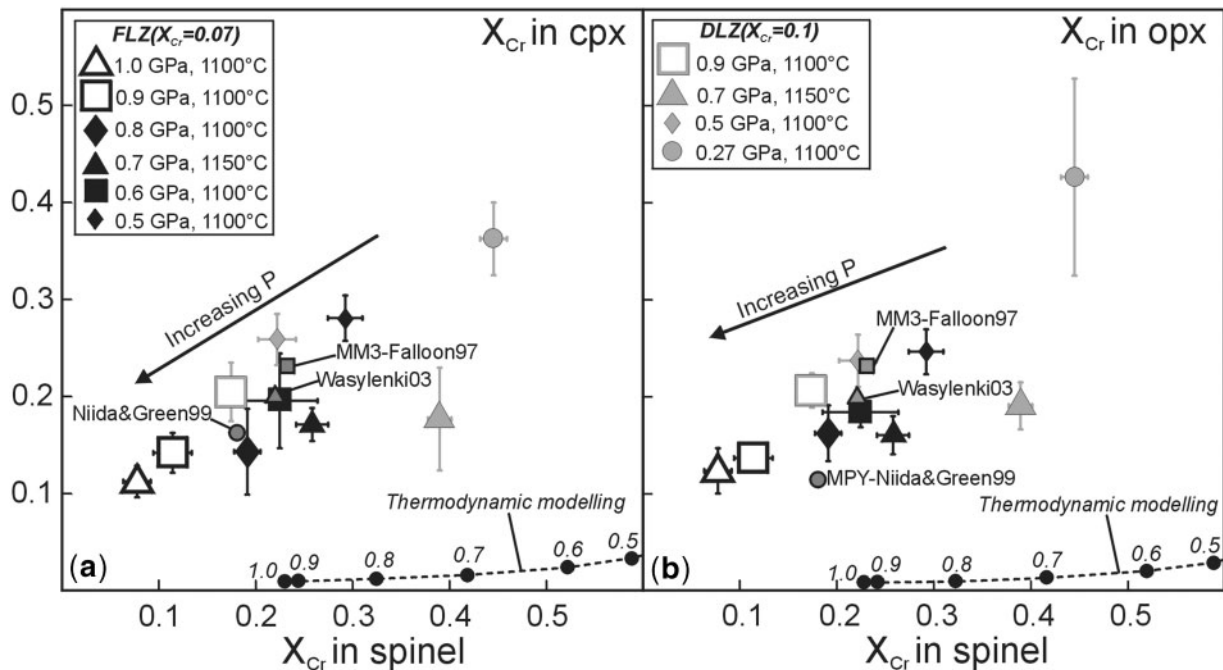 X_Cr in cpx
FLZ(X_Cr=0.07)
1.0 GPa, 1100°C
0.9 GPa, 1100°C
0.8 GPa, 1100°C
0.7 GPa, 1150°C
0.6 GPa, 1100°C
0.5 GPa, 1100°C
0.5
0.4
0.3
0.2
0.1
Increasing P
MM3-Falloon97
Wasylenki03
Niida&Green99
Thermodynamic modelling
1.0 0.9 0.8 0.7 0.6 0.5
(a)
0.1 0.2 0.3 0.4 0.5
X_Cr in spinel
X_Cr in opx
DLZ(X_Cr=0.1)
0.9 GPa, 1100°C
0.7 GPa, 1150°C
0.5 GPa, 1100°C
0.27 GPa, 1100°C
Increasing P
MM3-Falloon97
Wasylenki03
MPY-Niida&Green99
Thermodynamic modelling
1.0 0.9 0.8 0.7 0.6 0.5
(b)
0.1 0.2 0.3 0.4 0.5
X_Cr in spinel